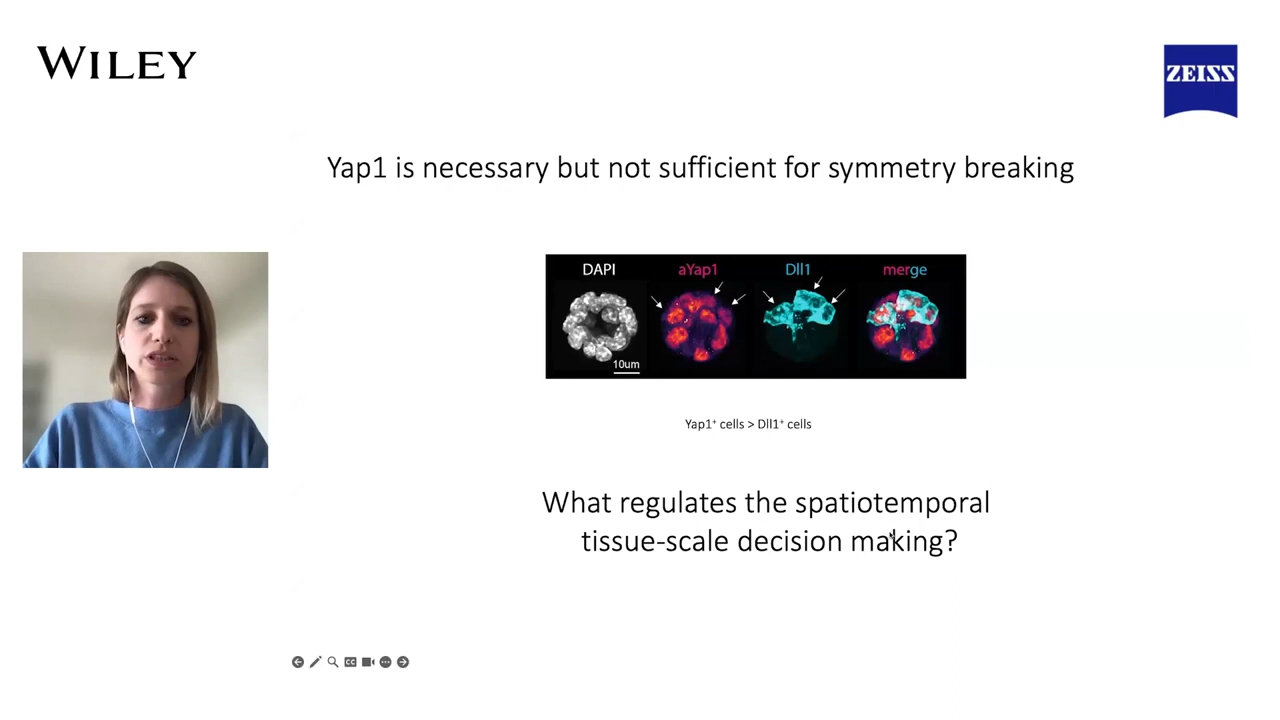 WILEY
ZEISS
Yap1 is necessary but not sufficient for symmetry breaking
DAPI aYap1 Dll1 merge
10um
Yap1⁺ cells > Dll1⁺ cells
What regulates the spatiotemporal
tissue-scale decision making?
CC